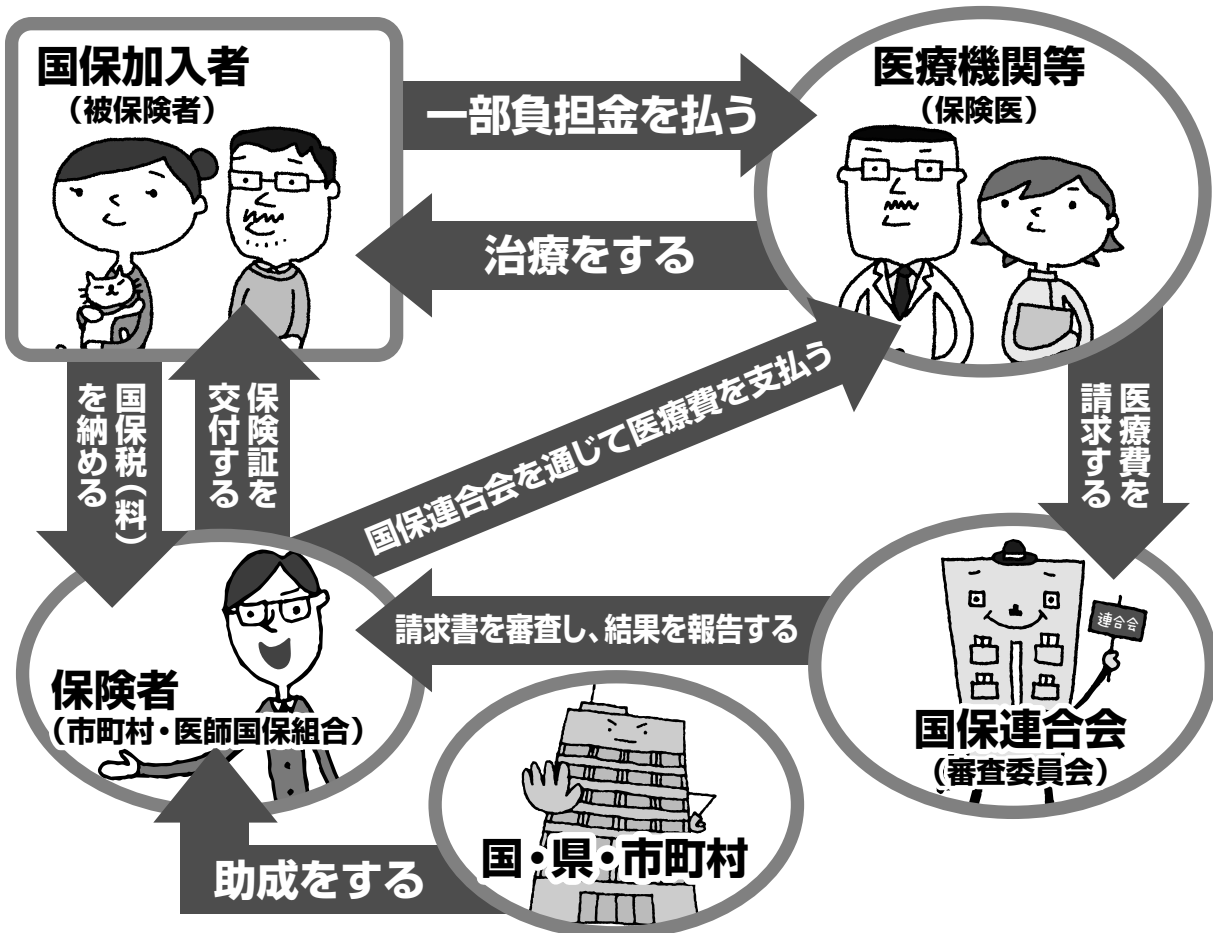 国保加入者
（被保険者）
一部負担金を払う
医療機関等
（保険医）
治療をする
国保税（料）
を納める
保険証を
交付する
国保連合会を通じて医療費を支払う
医療費を
請求する
請求書を審査し、結果を報告する
連合会
保険者
（市町村・医師国保組合）
国保連合会
（審査委員会）
国・県・市町村
助成をする